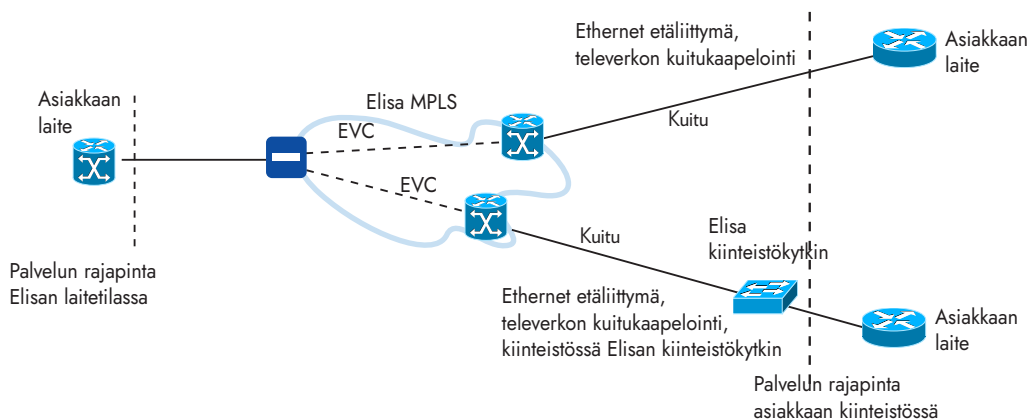 Ethernet etäliittymä,
televerkon kuitukaapelointi
Asiakkaan
laite
Asiakkaan
laite
Elisa MPLS
EVC
Kuitu
EVC
Kuitu
Elisa
kiinteistökytkin
Palvelun rajapinta
Elisan laitetilassa
Ethernet etäliittymä,
televerkon kuitukaapelointi,
kiinteistössä Elisan kiinteistökytkin
Asiakkaan
laite
Palvelun rajapinta
asiakkaan kiinteistössä